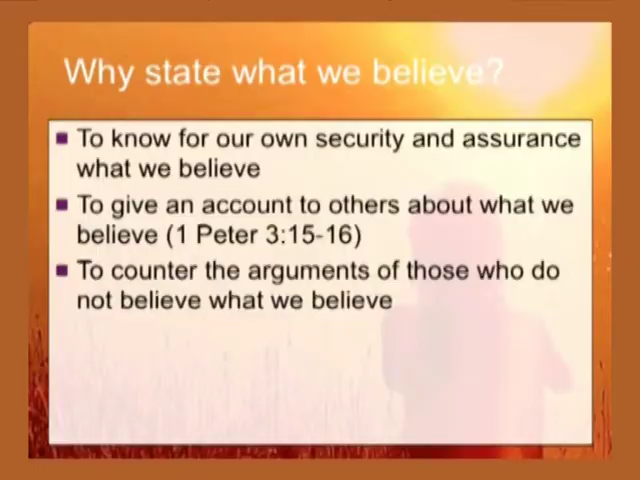 Why state what we believe?
To know for our own security and assurance
what we believe
To give an account to others about what we
believe (1 Peter 3:15-16)
To counter the arguments of those who do
not believe what we believe